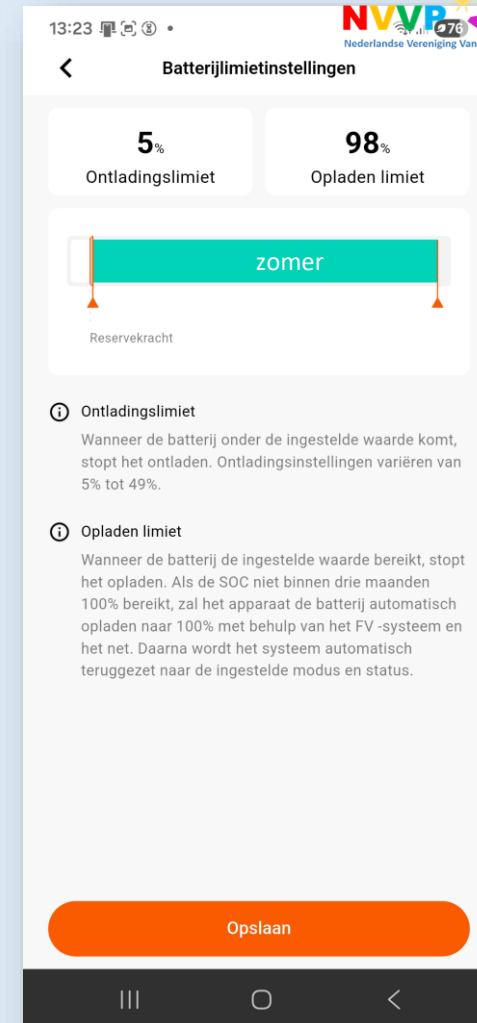 13:23
NVVP
76
Nederlandse Vereniging Van
Batterijlimietinstellingen
5%
98%
Ontladingslimiet
Opladen limiet
zomer
Reservekracht
Ontladingslimiet
Wanneer de batterij onder de ingestelde waarde komt,
stopt het ontladen. Ontladingsinstellingen variëren van
5% tot 49%.
Opladen limiet
Wanneer de batterij de ingestelde waarde bereikt, stopt
het opladen. Als de SOC niet binnen drie maanden
100% bereikt, zal het apparaat de batterij automatisch
opladen naar 100% met behulp van het FV -systeem en
het net. Daarna wordt het systeem automatisch
teruggezet naar de ingestelde modus en status.
Opslaan